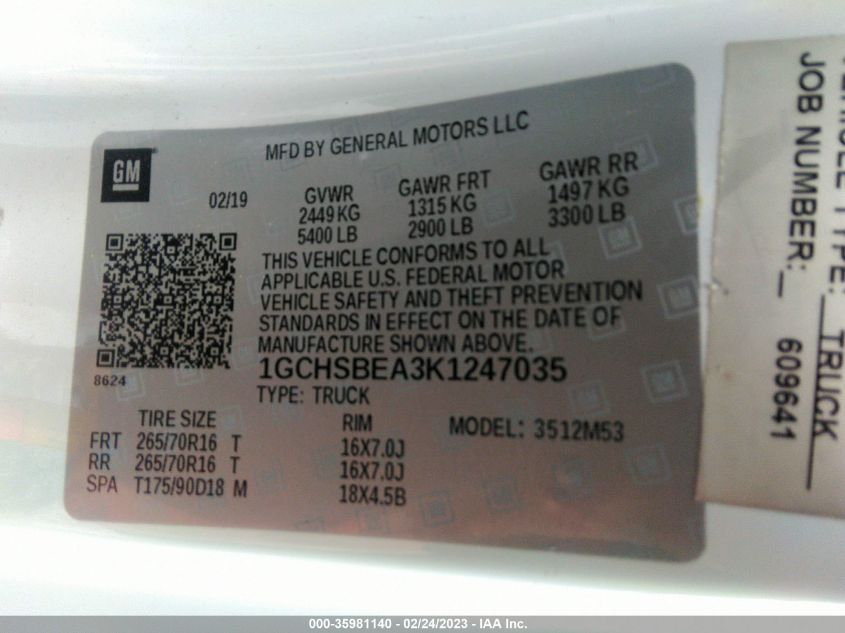 MFD BY GENERAL MOTORS LLC
GM
02/19
GVWR
2449 KG
5400 LB
GAWR FRT
1315 KG
2900 LB
GAWR RR
1497 KG
3300 LB
THIS VEHICLE CONFORMS TO ALL
APPLICABLE U.S. FEDERAL MOTOR
VEHICLE SAFETY AND THEFT PREVENTION
STANDARDS IN EFFECT ON THE DATE OF
MANUFACTURE SHOWN ABOVE.
8624
1GCHSBEA3K1247035
TYPE: TRUCK
TIRE SIZE RIM MODEL: 3512M53
FRT 265/70R16 T 16X7.0J
RR 265/70R16 T 16X7.0J
SPA T175/90D18 M 18X4.5B
VEHICLE TYPE: TRUCK
JOB NUMBER: 609641
000-35981140 - 02/24/2023 - IAA Inc.